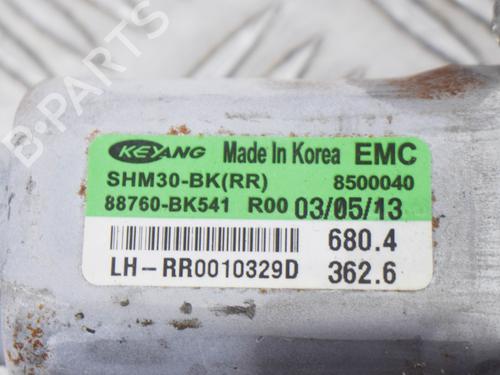 B-PARTS
KEYANG Made In Korea EMC
SHM30-BK(RR) 8500040
88760-BK541 R00 03/05/13
680.4
LH-RR0010329D 362.6